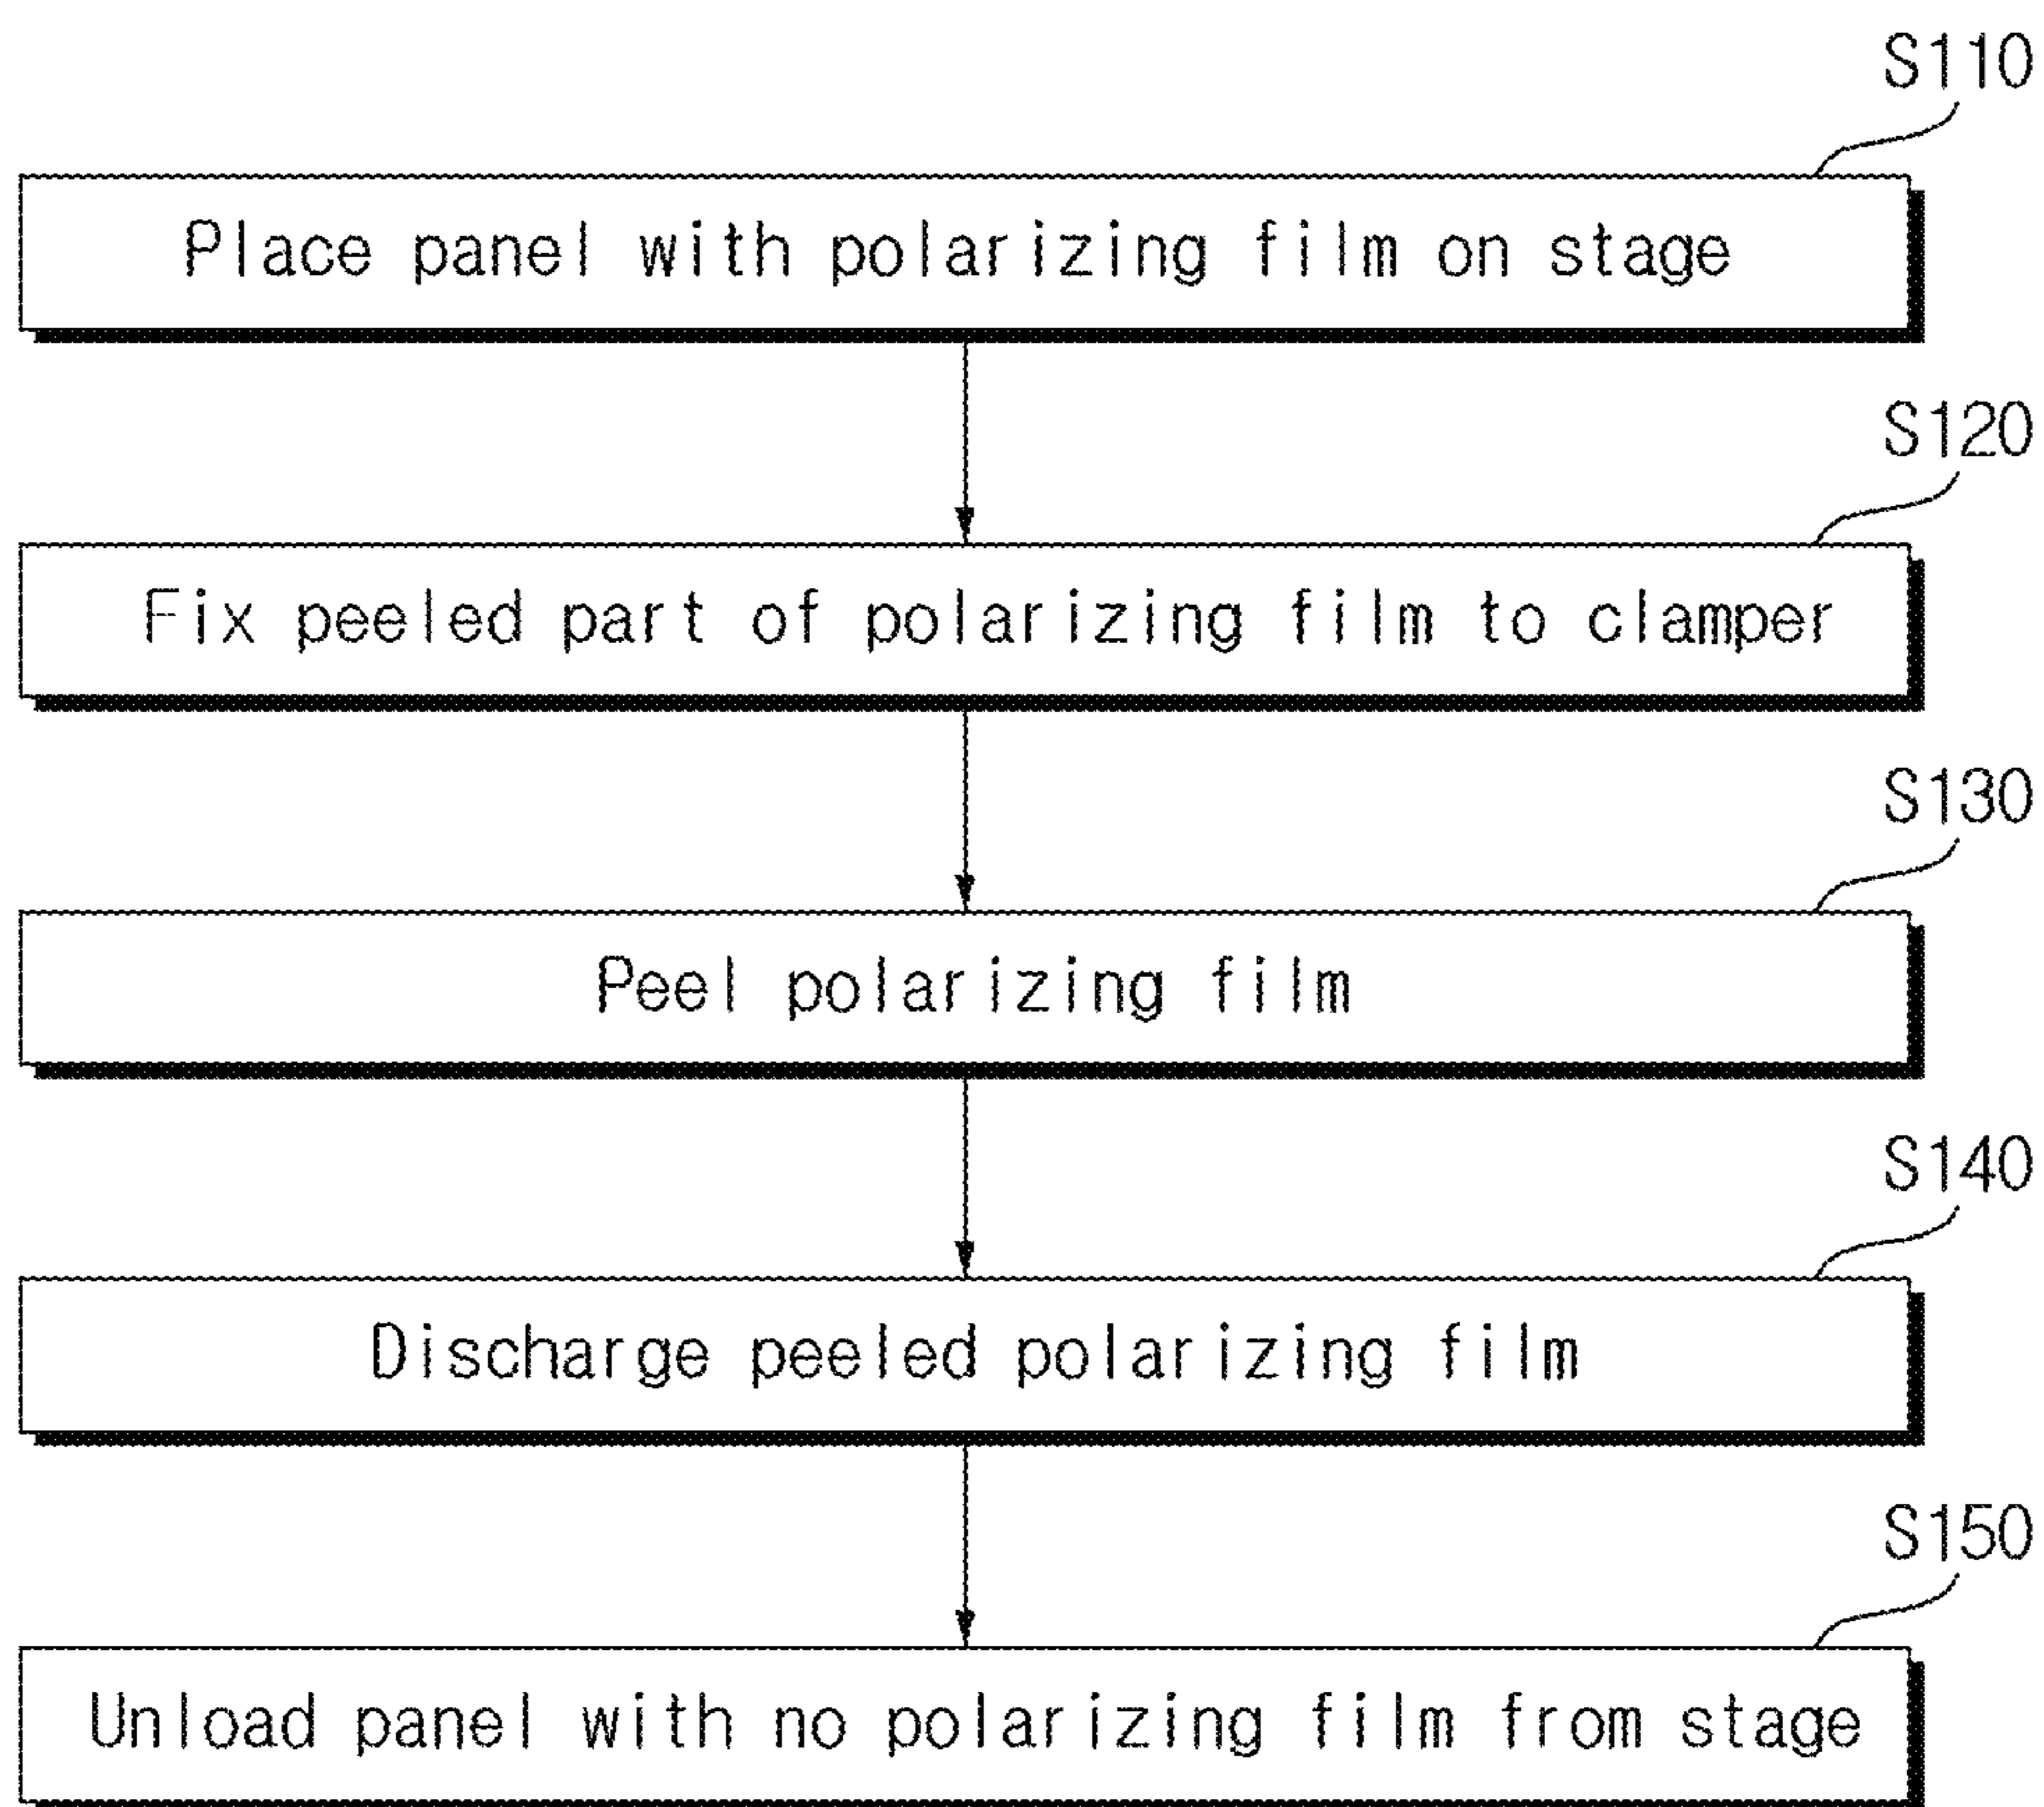 S110
Place panel with polarizing film on stage
S120
Fix peeled part of polarizing film to clamper
S130
Peel polarizing film
S140
Discharge peeled polarizing film
S150
Unload panel with no polarizing film from stage